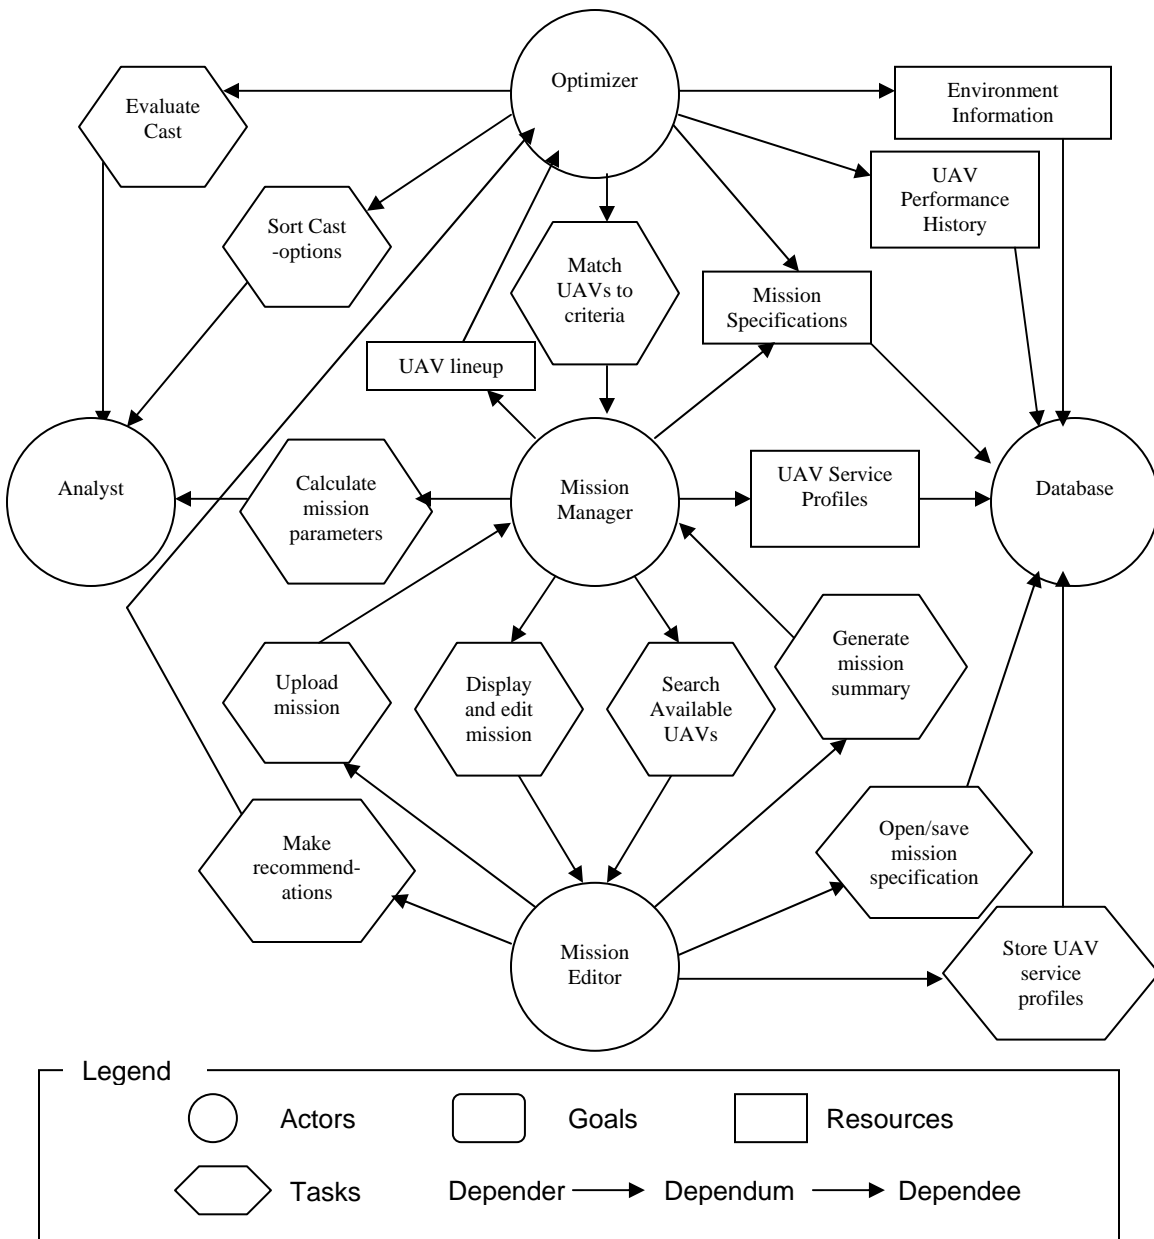 Optimizer
Evaluate
Cast
Environment
Information
UAV
Performance
History
Sort Cast
-options
Match
UAVs to
criteria
Mission
Specifications
UAV lineup
Analyst
Calculate
mission
parameters
Mission
Manager
UAV Service
Profiles
Database
Upload
mission
Display
and edit
mission
Search
Available
UAVs
Generate
mission
summary
Make
recommend-
ations
Open/save
mission
specification
Mission
Editor
Store UAV
service
profiles
Legend
Actors
Goals
Resources
Tasks
Depender
Dependum
Dependee